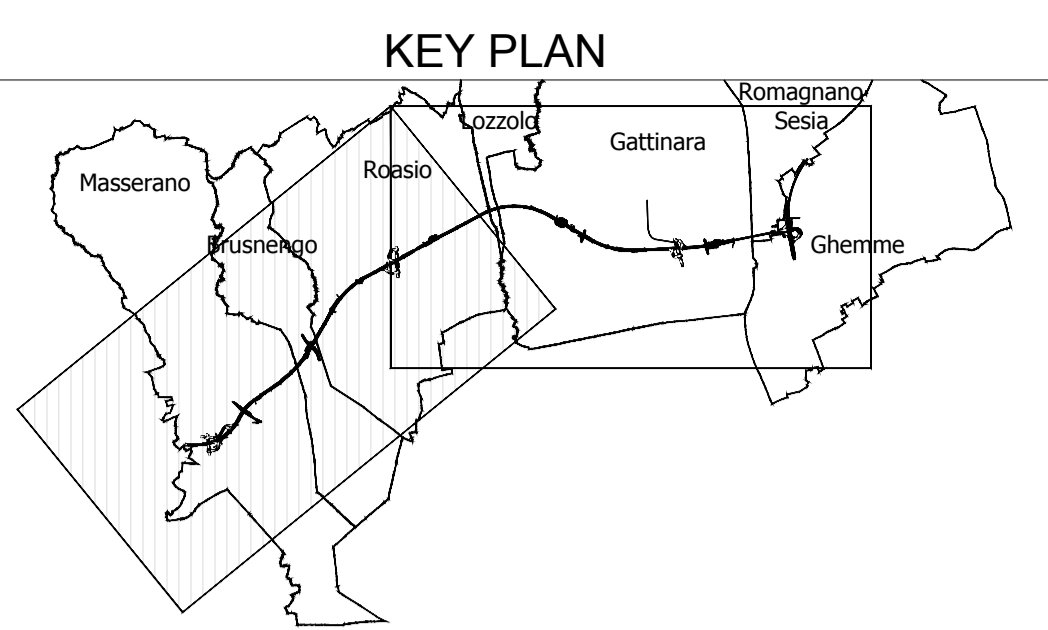 KEY PLAN
Romagnano
Sesia
Lozzolo
Gattinara
Roasio
Masserano
Brusnengo
Ghemme